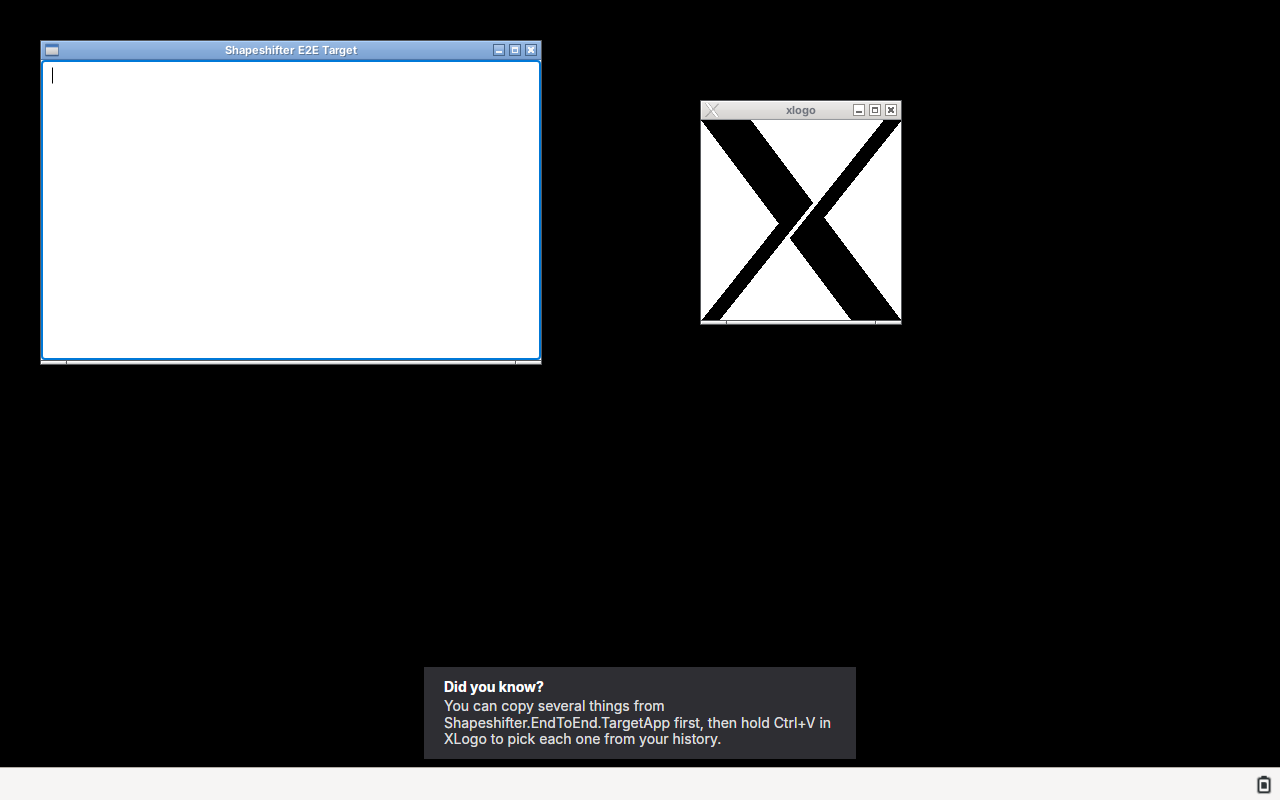 Shapeshifter E2E Target
xlogo
Did you know?
You can copy several things from
Shapeshifter.EndToEnd.TargetApp first, then hold Ctrl+V in
XLogo to pick each one from your history.